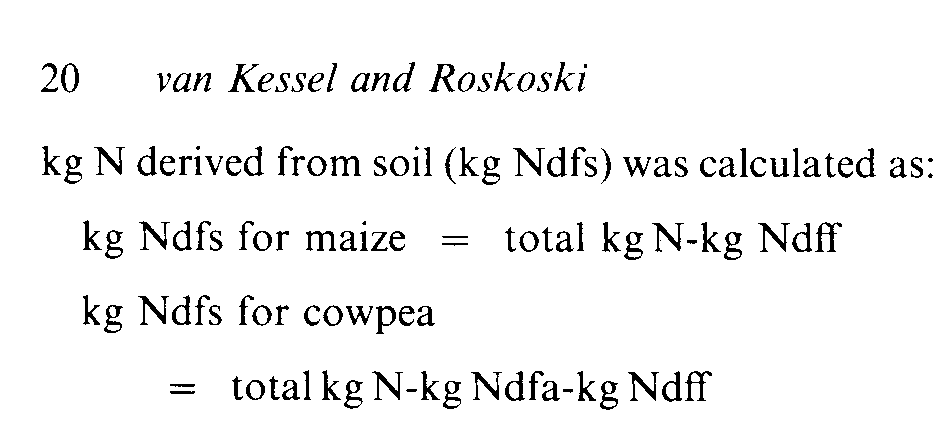 20 van Kessel and Roskoski
kg N derived from soil (kg Ndfs) was calculated as:
kg Ndfs for maize = total kg N-kg Ndff
kg Ndfs for cowpea
= total kg N-kg Ndfa-kg Ndff